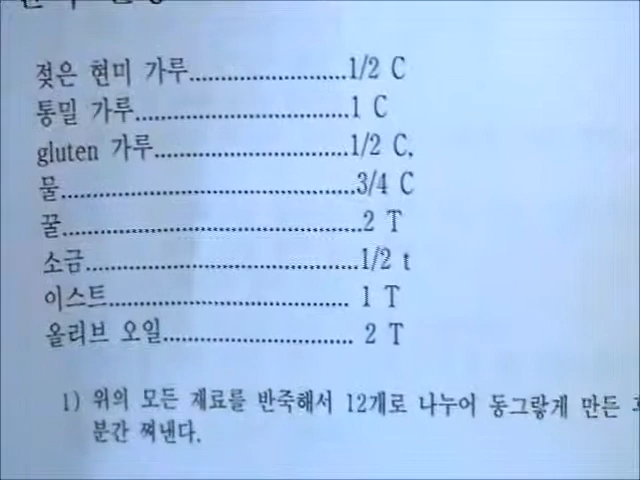 젖은 현미 가루.......................1/2 C
통밀 가루................................1 C
gluten 가루.............................1/2 C.
물...........................................3/4 C
꿀............................................2 T
소금........................................1/2 t
이스트................................... 1 T
올리브 오일............................ 2 T
1) 위의 모든 재료를 반죽해서 12개로 나누어 동그랗게 만든
분간 쪄낸다.